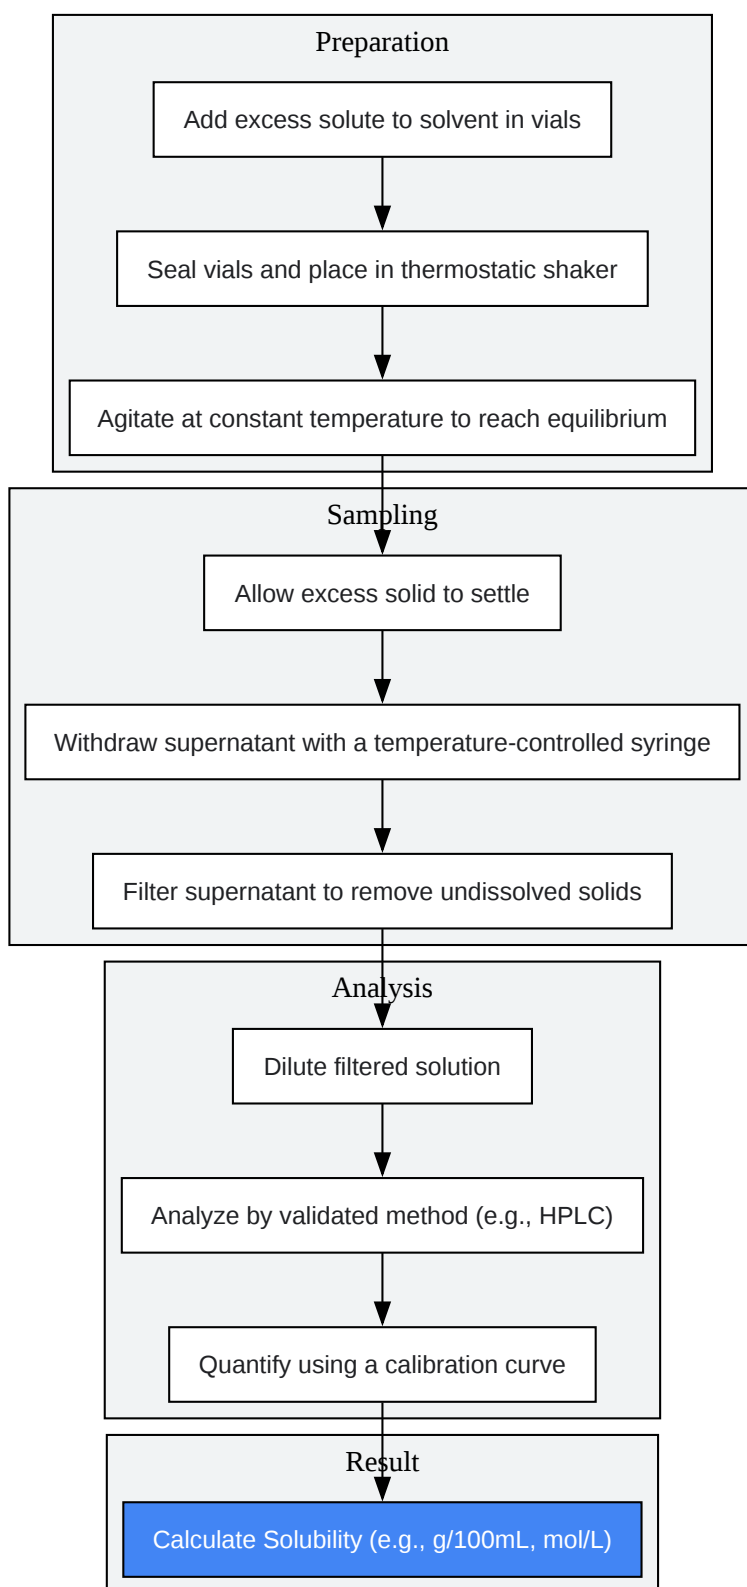 Preparation
Add excess solute to solvent in vials
Seal vials and place in thermostatic shaker
Agitate at constant temperature to reach equilibrium
Sampling
Allow excess solid to settle
Withdraw supernatant with a temperature-controlled syringe
Filter supernatant to remove undissolved solids
Analysis
Dilute filtered solution
Analyze by validated method (e.g., HPLC)
Quantify using a calibration curve
Result
Calculate Solubility (e.g., g/100mL, mol/L)